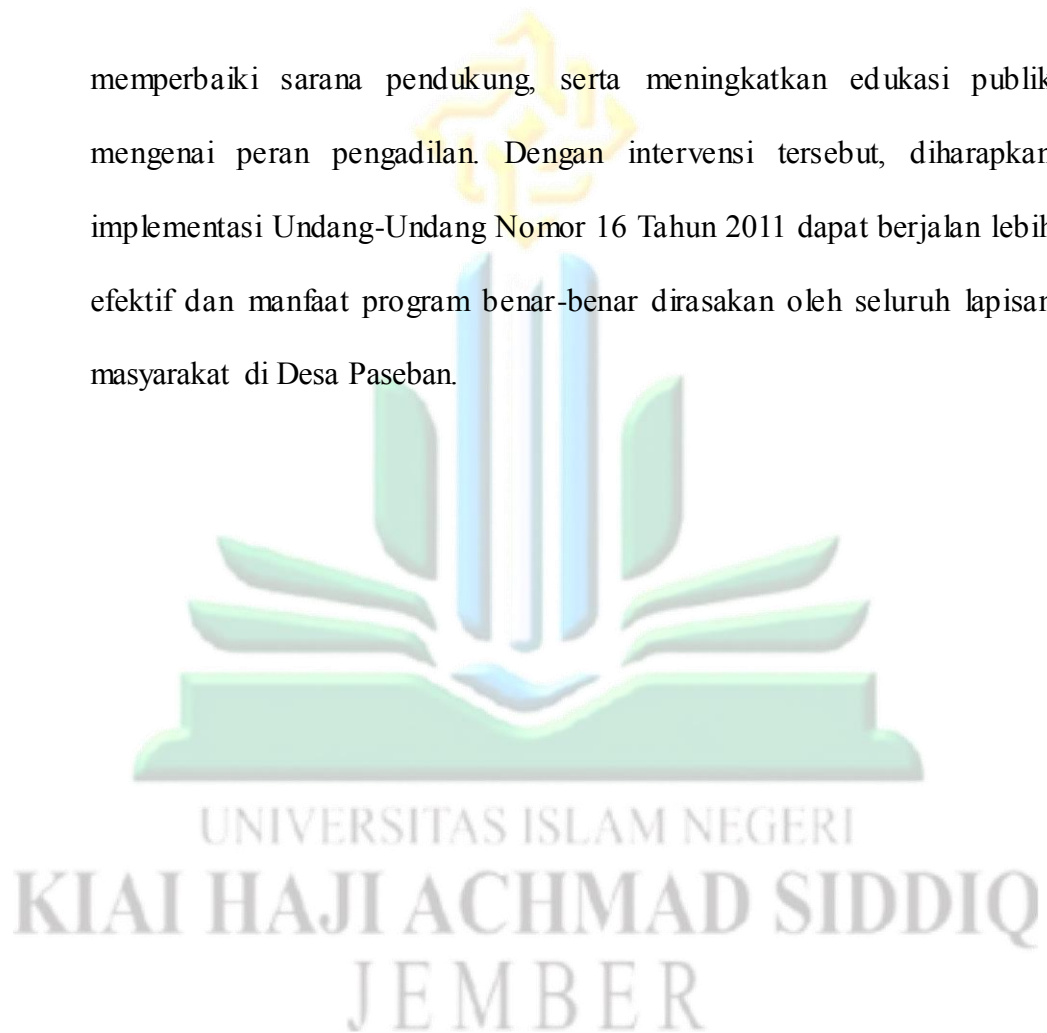 memperbaiki sarana pendukung, serta meningkatkan edukasi publik
mengenai peran pengadilan. Dengan intervensi tersebut, diharapkan
implementasi Undang-Undang Nomor 16 Tahun 2011 dapat berjalan lebih
efektif dan manfaat program benar-benar dirasakan oleh seluruh lapisan
masyarakat di Desa Paseban.
UNIVERSITAS ISLAM NEGERI
KIAI HAJI ACHMAD SIDDIQ
JEMBER